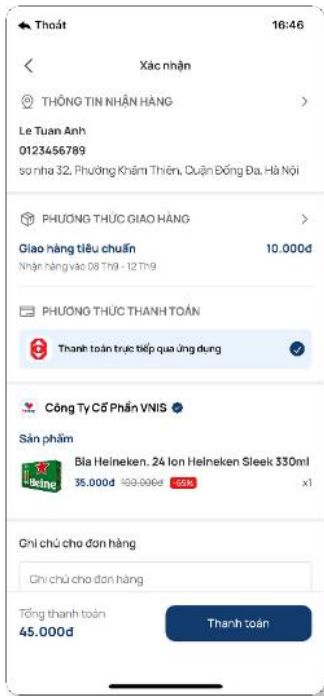 Thoát
16:46
Xác nhận
THÔNG TIN NHẬN HÀNG
Le Tuan Anh
0123456789
so nha 32, Phường Khâm Thiên, Quận Đống Đa, Hà Nội
PHƯƠNG THỨC GIAO HÀNG
Giao hàng tiêu chuẩn 10.000đ
Nhận hàng vào 08 Th9 - 12 Th9
PHƯƠNG THỨC THANH TOÁN
Thanh toán trực tiếp qua ứng dụng
Công Ty Cổ Phần VNIS
Sản phẩm
Bia Heineken. 24 lon Heineken Sleek 330ml
Heine
35.000đ 100.000đ -65% x1
Ghi chú cho đơn hàng
Ghi chú cho đơn hàng
Tổng thanh toán
45.000đ
Thanh toán